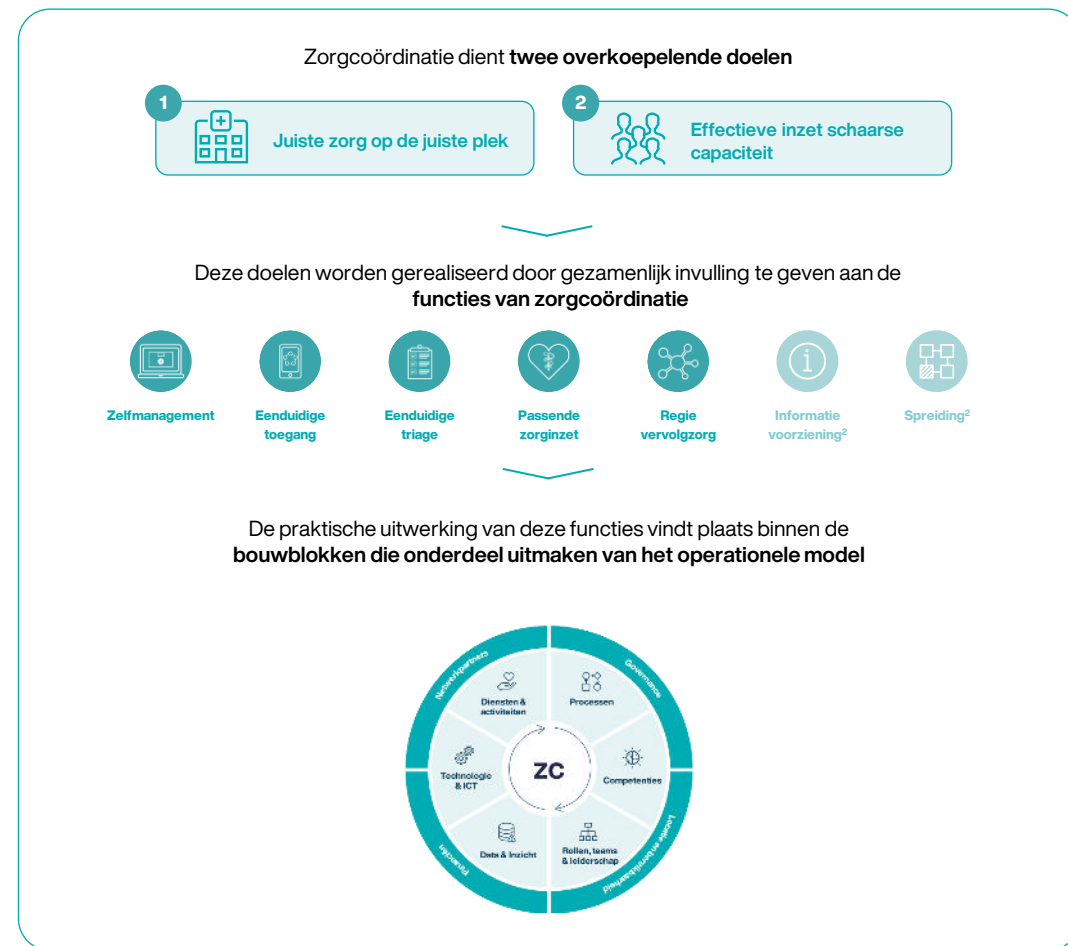 Zorgcoördinatie dient twee overkoepelende doelen
1
Juiste zorg op de juiste plek
2
Effectieve inzet schaarse
capaciteit
Deze doelen worden gerealiseerd door gezamenlijk invulling te geven aan de
functies van zorgcoördinatie
Zelfmanagement
Eenduidige
toegang
Eenduidige
triage
Passende
zorginzet
Regie
vervolgzorg
Informatie
voorziening²
Spreiding²
De praktische uitwerking van deze functies vindt plaats binnen de
bouwblokken die onderdeel uitmaken van het operationele model
Netwerkpartners
Governance
Diensten &
activiteiten
Processen
Technologie
& ICT
ZC
Competenties
Data & Inzicht
Rollen, teams
& leiderschap
Financiën
Locatie en bereikbaarheid